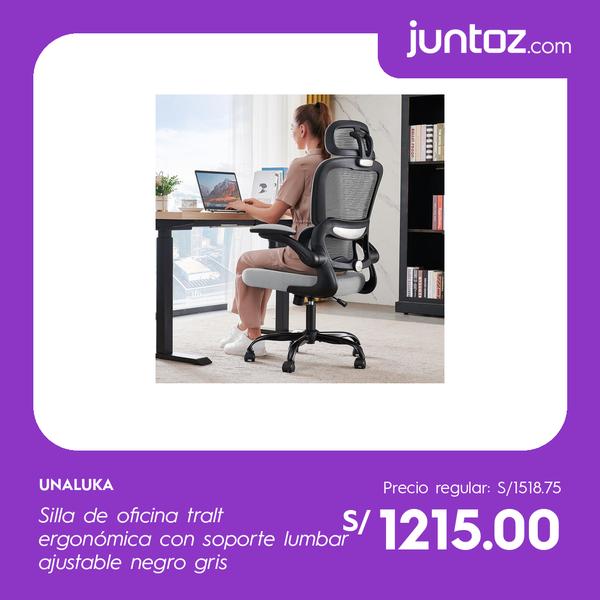 juntoz.com
UNALUKA
Silla de oficina tralt
ergonómica con soporte lumbar
ajustable negro gris
Precio regular: S/1518.75
S/ 1215.00